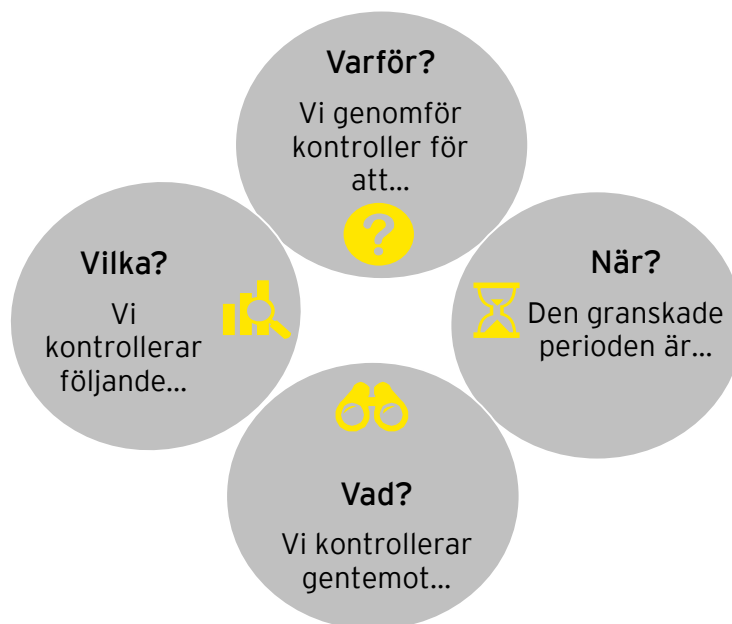 Varför?
Vi genomför
kontroller för
att...
?
Vilka?
Vi
kontrollerar
följande...
När?
Den granskade
perioden är...
Vad?
Vi kontrollerar
gentemot...